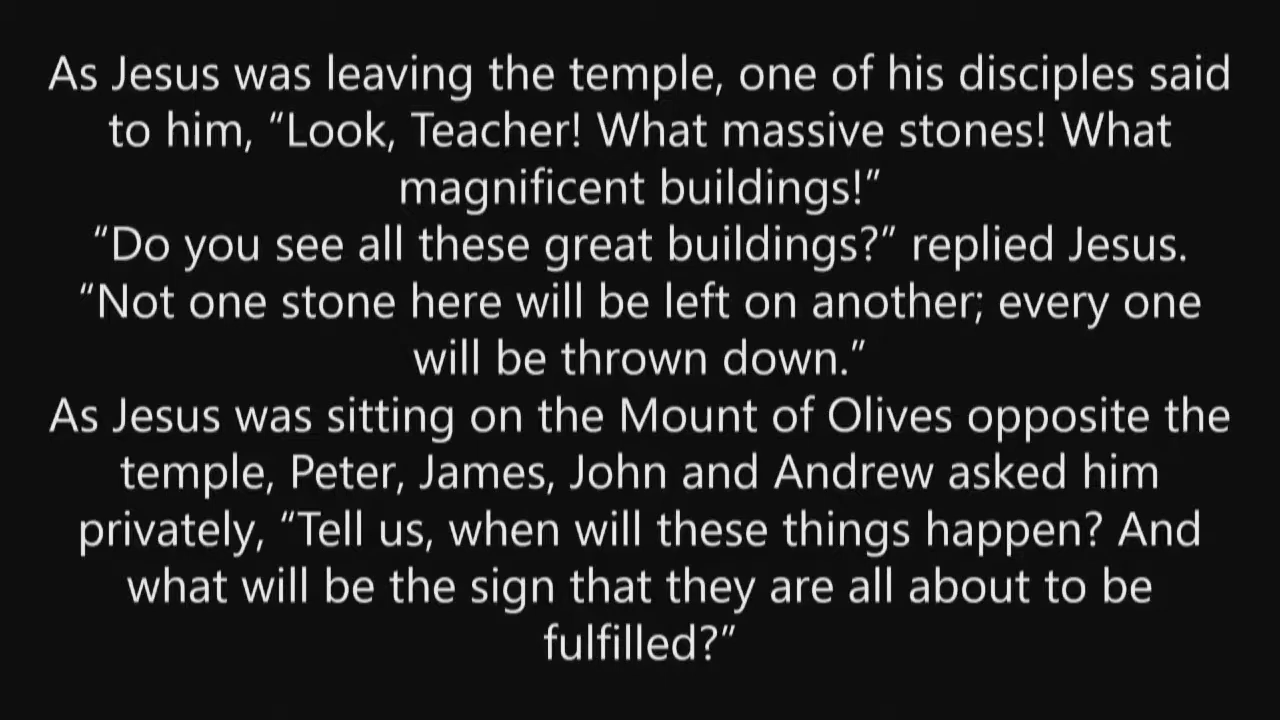 As Jesus was leaving the temple, one of his disciples said
to him, “Look, Teacher! What massive stones! What
magnificent buildings!”
“Do you see all these great buildings?” replied Jesus.
“Not one stone here will be left on another; every one
will be thrown down.”
As Jesus was sitting on the Mount of Olives opposite the
temple, Peter, James, John and Andrew asked him
privately, “Tell us, when will these things happen? And
what will be the sign that they are all about to be
fulfilled?”